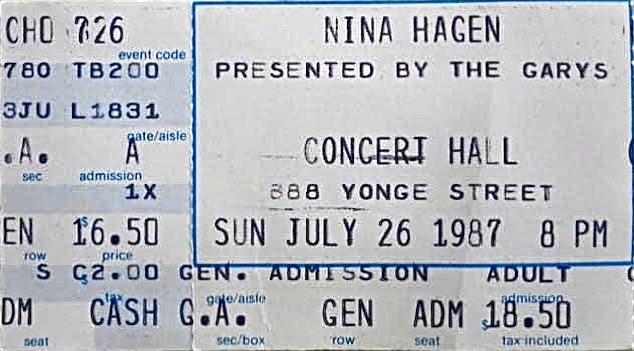 CHO 726 NINA HAGEN
event code
780 TB200 PRESENTED BY THE GARYS
3JU L1831
gate/aisle
.A. A CONCERT HALL
sec admission
1X 888 YONGE STREET
EN $16.50 SUN JULY 26 1987 8 PM
row price
S C2.00 GEN. ADMISSION ADULT
tax gate/aisle admission
DM CASH G.A. GEN ADM $18.50
seat sec/box row seat tax included